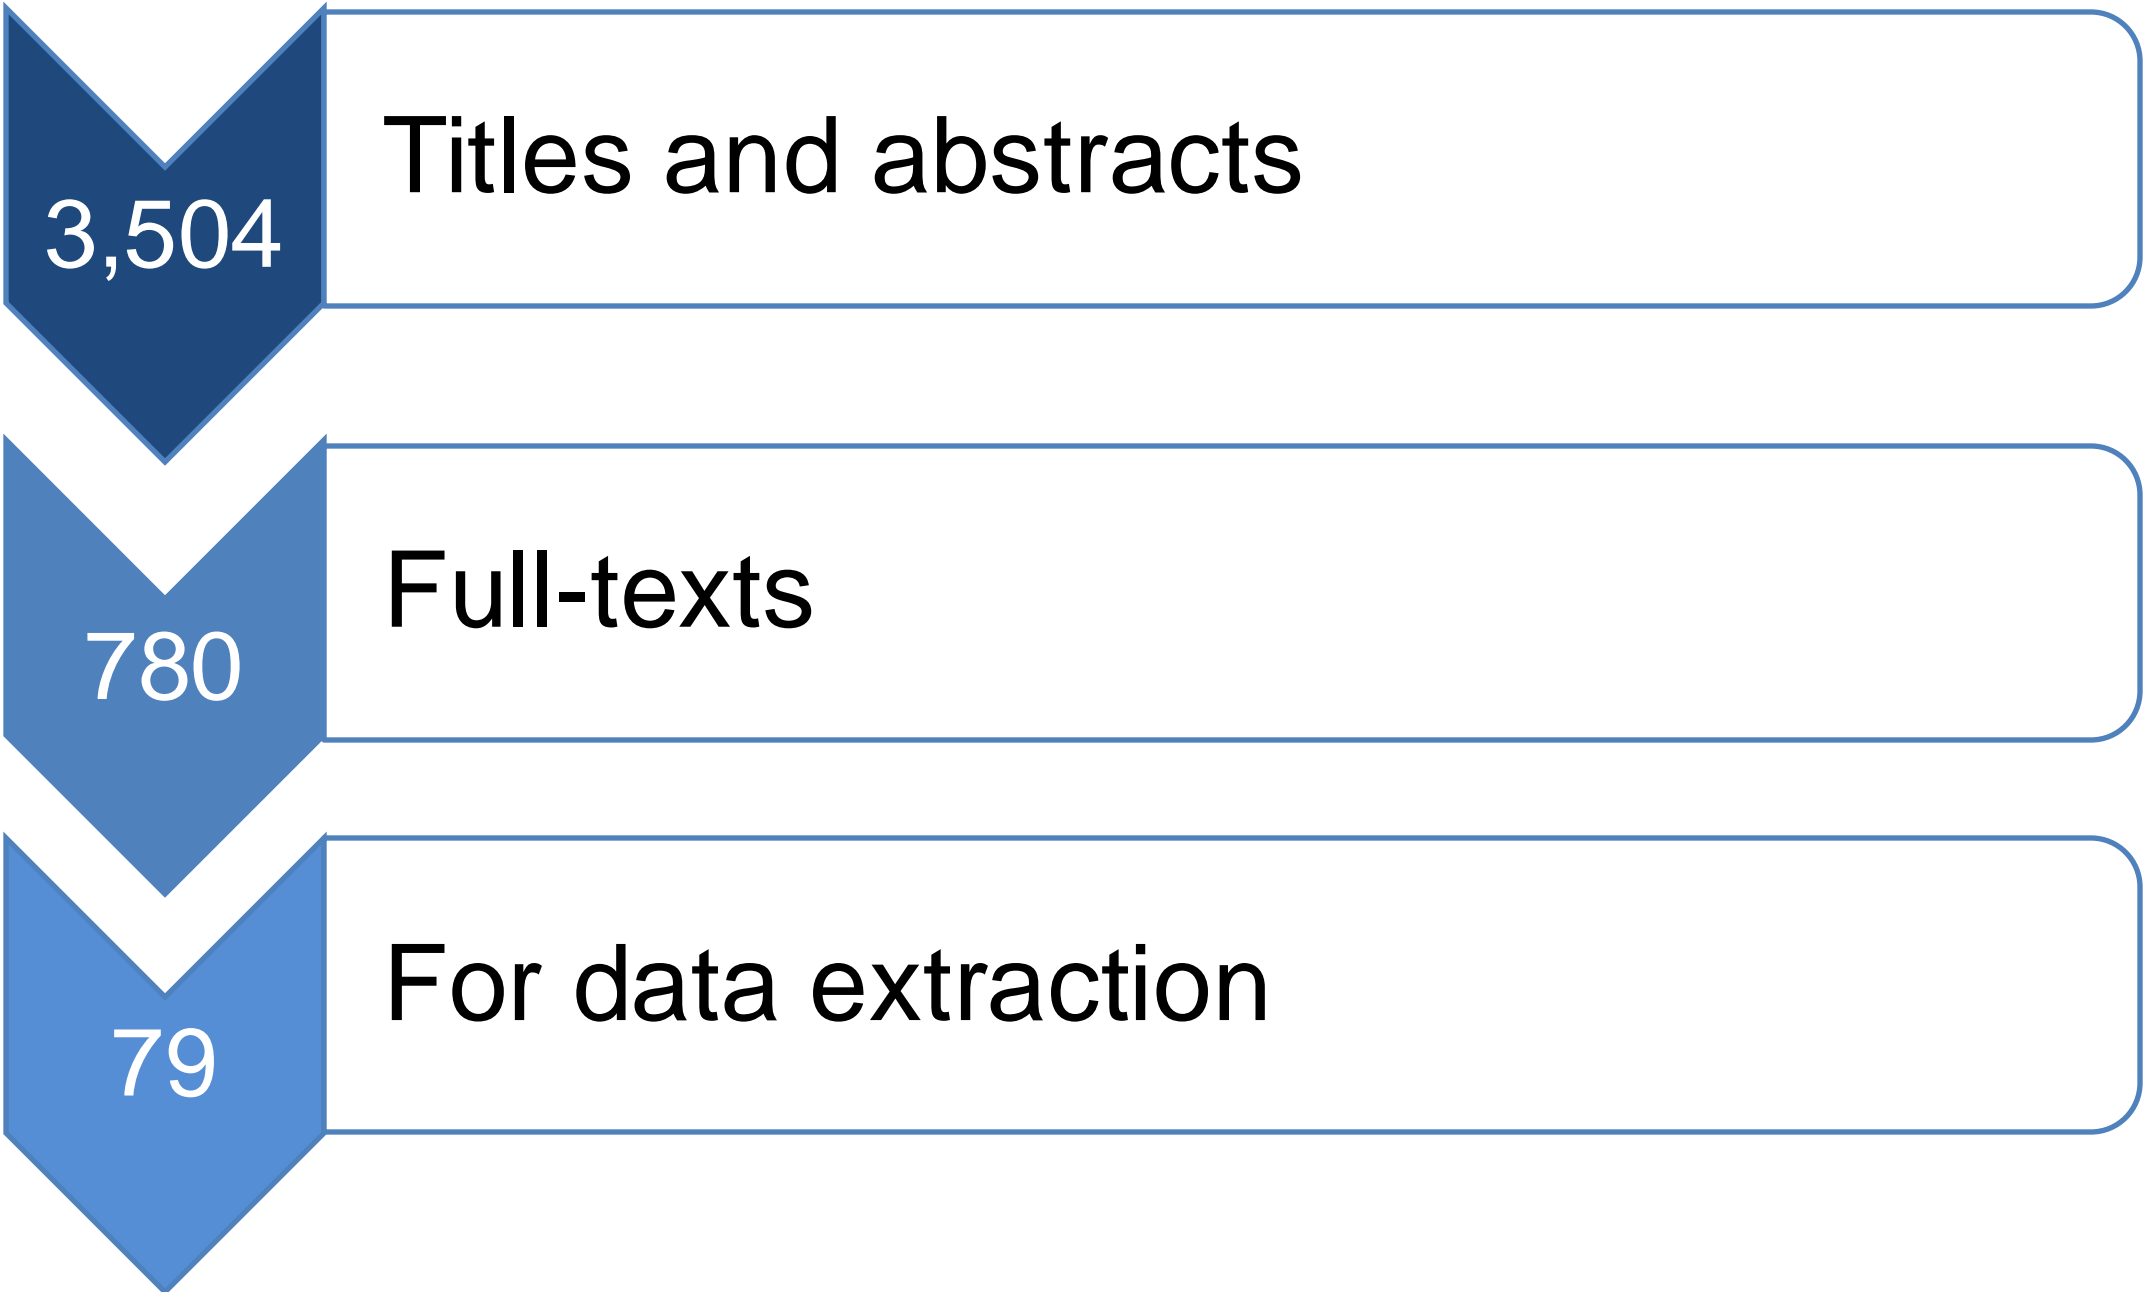 3,504
Titles and abstracts
780
Full-texts
79
For data extraction